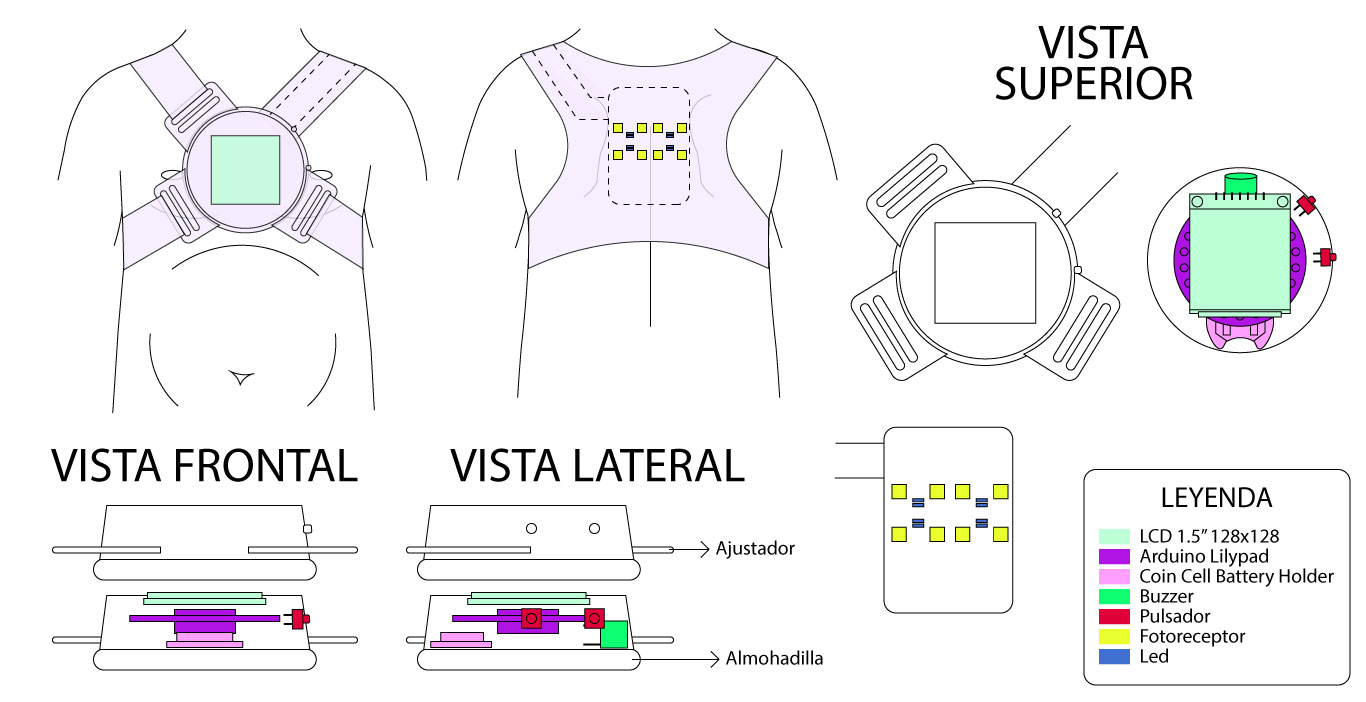 VISTA
SUPERIOR
VISTA FRONTAL
VISTA LATERAL
Ajustador
Almohadilla
LEYENDA
LCD 1.5” 128x128
Arduino Lilypad
Coin Cell Battery Holder
Buzzer
Pulsador
Fotoreceptor
Led